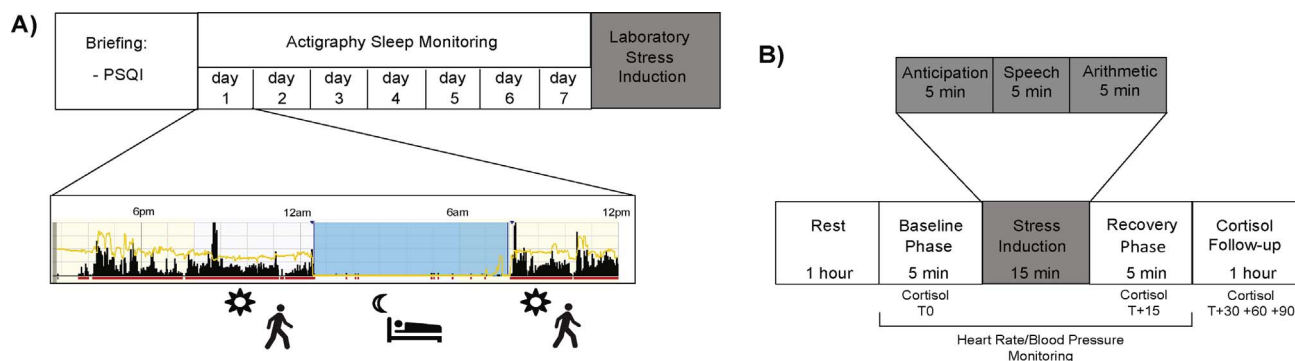 A)
Briefing:
- PSQI
Actigraphy Sleep Monitoring
day 1
day 2
day 3
day 4
day 5
day 6
day 7
Laboratory
Stress
Induction
6pm
12am
6am
12pm
B)
Anticipation
5 min
Speech
5 min
Arithmetic
5 min
Rest
1 hour
Baseline
Phase
5 min
Stress
Induction
15 min
Recovery
Phase
5 min
Cortisol
Follow-up
1 hour
Cortisol
T0
Cortisol
T+15
Cortisol
T+30 +60 +90
Heart Rate/Blood Pressure
Monitoring